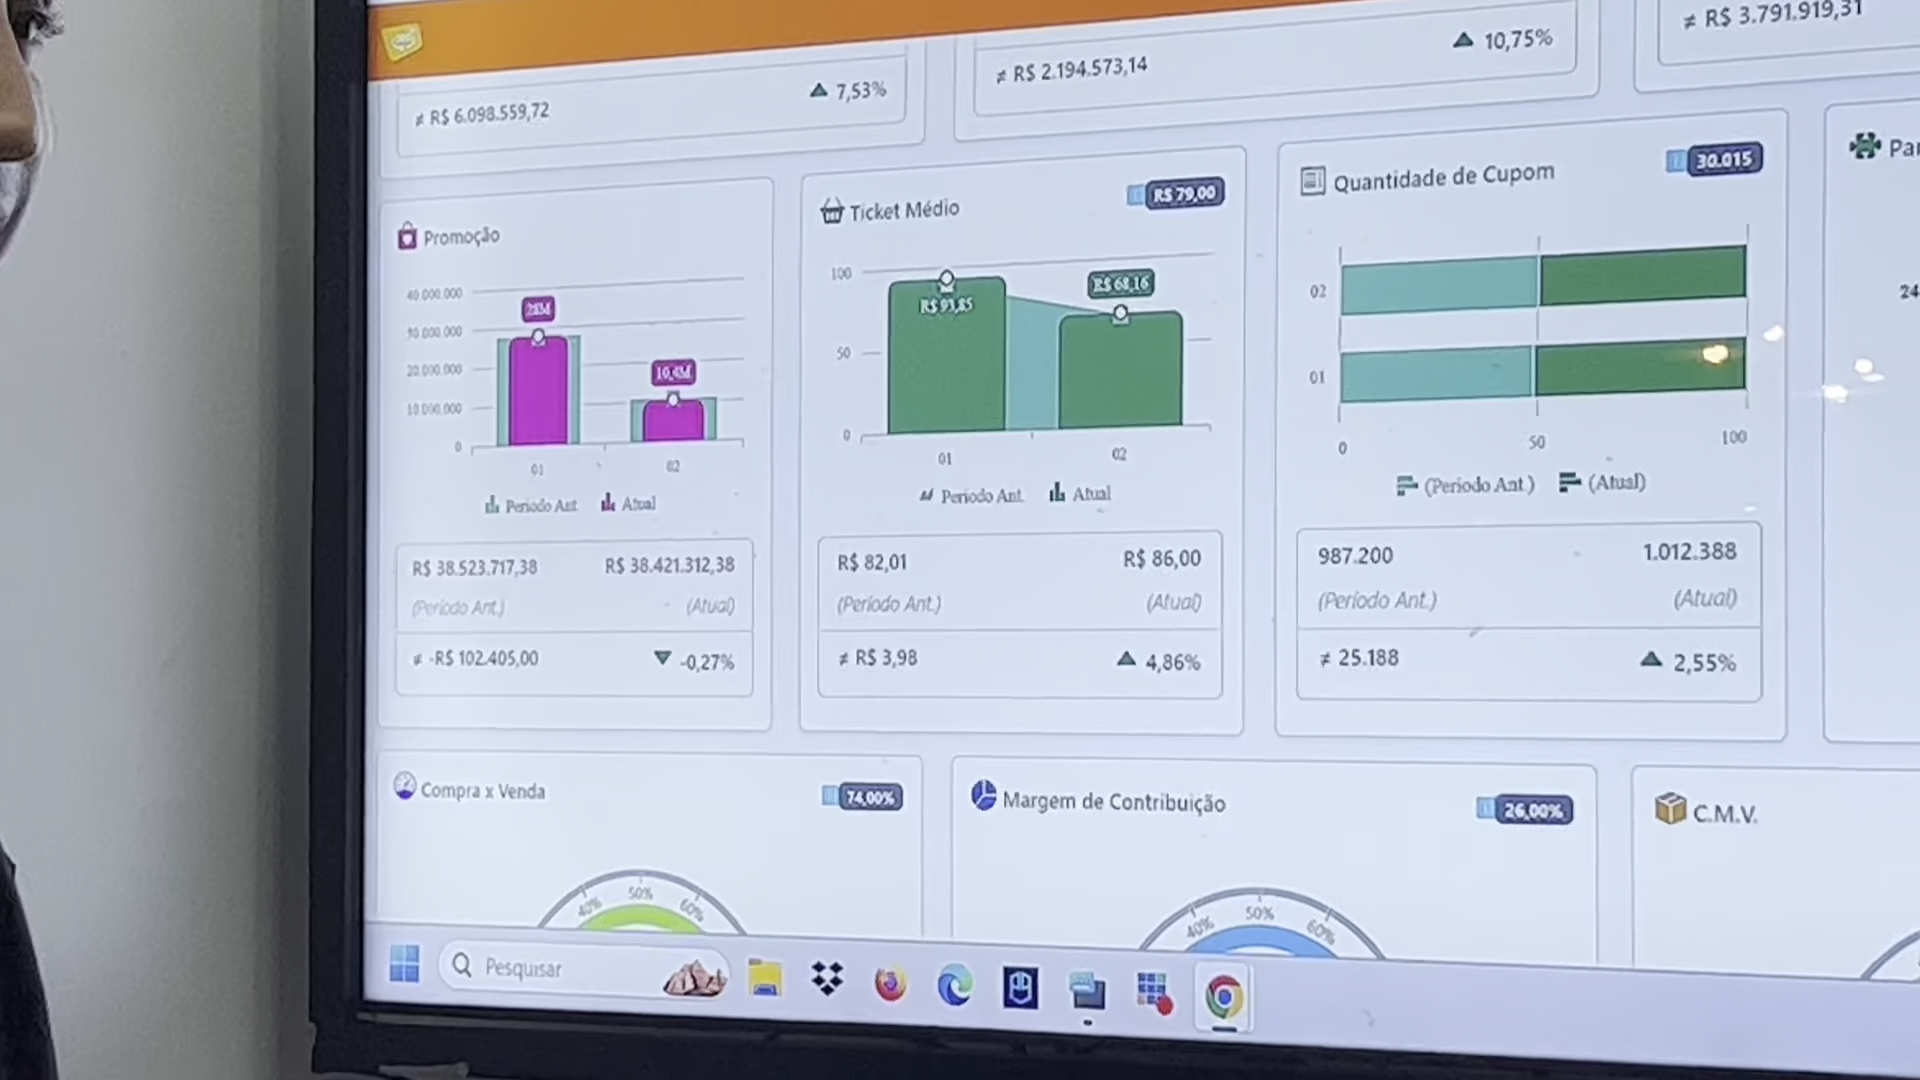 ≠ R$ 6.098.559,72
▲ 7,53%
≠ R$ 2.194.573,14
▲ 10,75%
≠ R$ 3.791.919,31
Promoção
40.000.000
30.000.000
20.000.000
10.000.000
0
28M
10,4M
01
02
Período Ant.
Atual
R$ 38.523.717,38
R$ 38.421.312,38
(Período Ant.)
(Atual)
≠ -R$ 102.405,00
▼ -0,27%
Ticket Médio
R$ 79,00
100
50
0
R$ 93,85
R$ 68,16
01
02
Período Ant.
Atual
R$ 82,01
R$ 86,00
(Período Ant.)
(Atual)
≠ R$ 3,98
▲ 4,86%
Quantidade de Cupom
30.015
02
01
0
50
100
(Período Ant.)
(Atual)
987.200
1.012.388
(Período Ant.)
(Atual)
≠ 25.188
▲ 2,55%
24
Compra x Venda
74,00%
40%
50%
60%
Margem de Contribuição
26,00%
40%
50%
60%
C.M.V.
Pesquisar